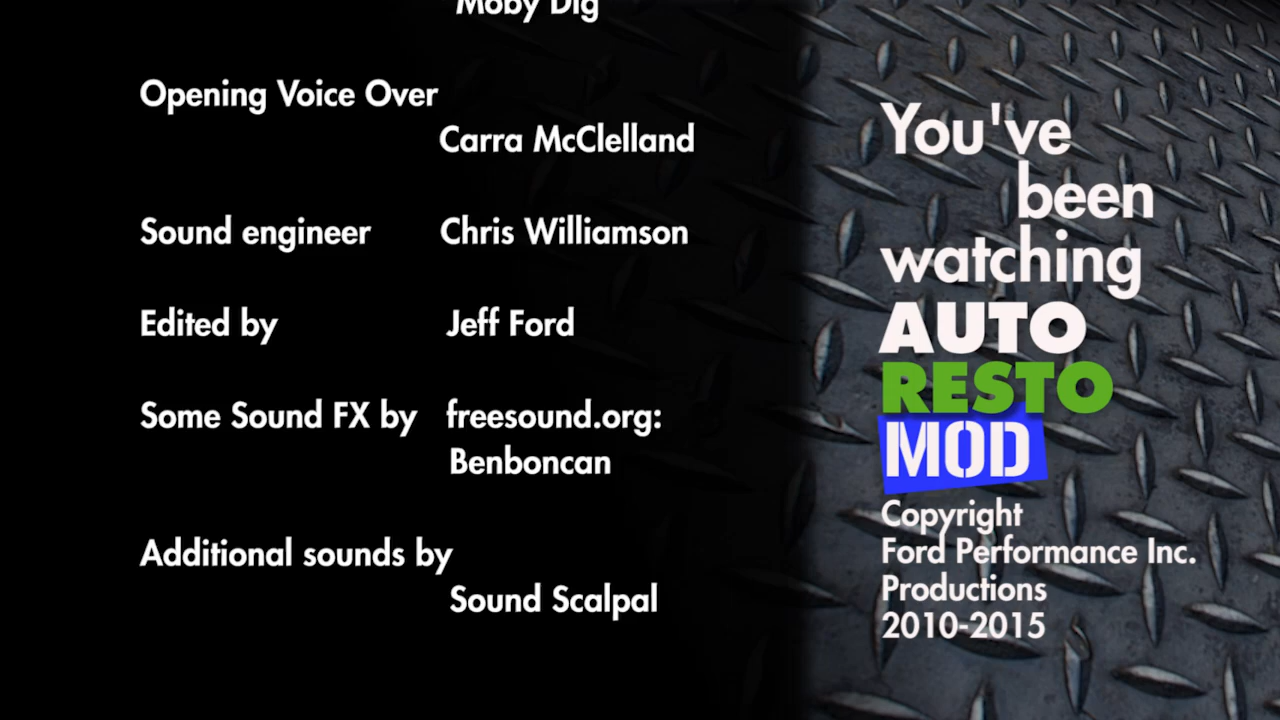 Moby Dig
Opening Voice Over
Carra McClelland
Sound engineer Chris Williamson
Edited by Jeff Ford
Some Sound FX by freesound.org:
Benboncan
Additional sounds by
Sound Scalpal
You've
been
watching
AUTO
RESTO
MOD
Copyright
Ford Performance Inc.
Productions
2010-2015